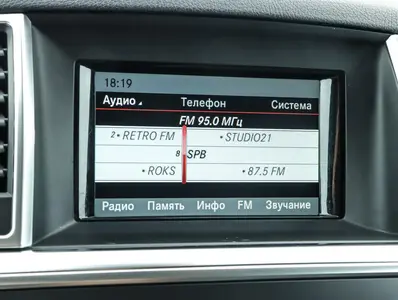 18:19
Аудио Телефон Система
FM 95.0 МГц
2• RETRO FM • STUDIO21
8 SPB
• ROKS • 87.5 FM
Радио Память Инфо FM Звучание